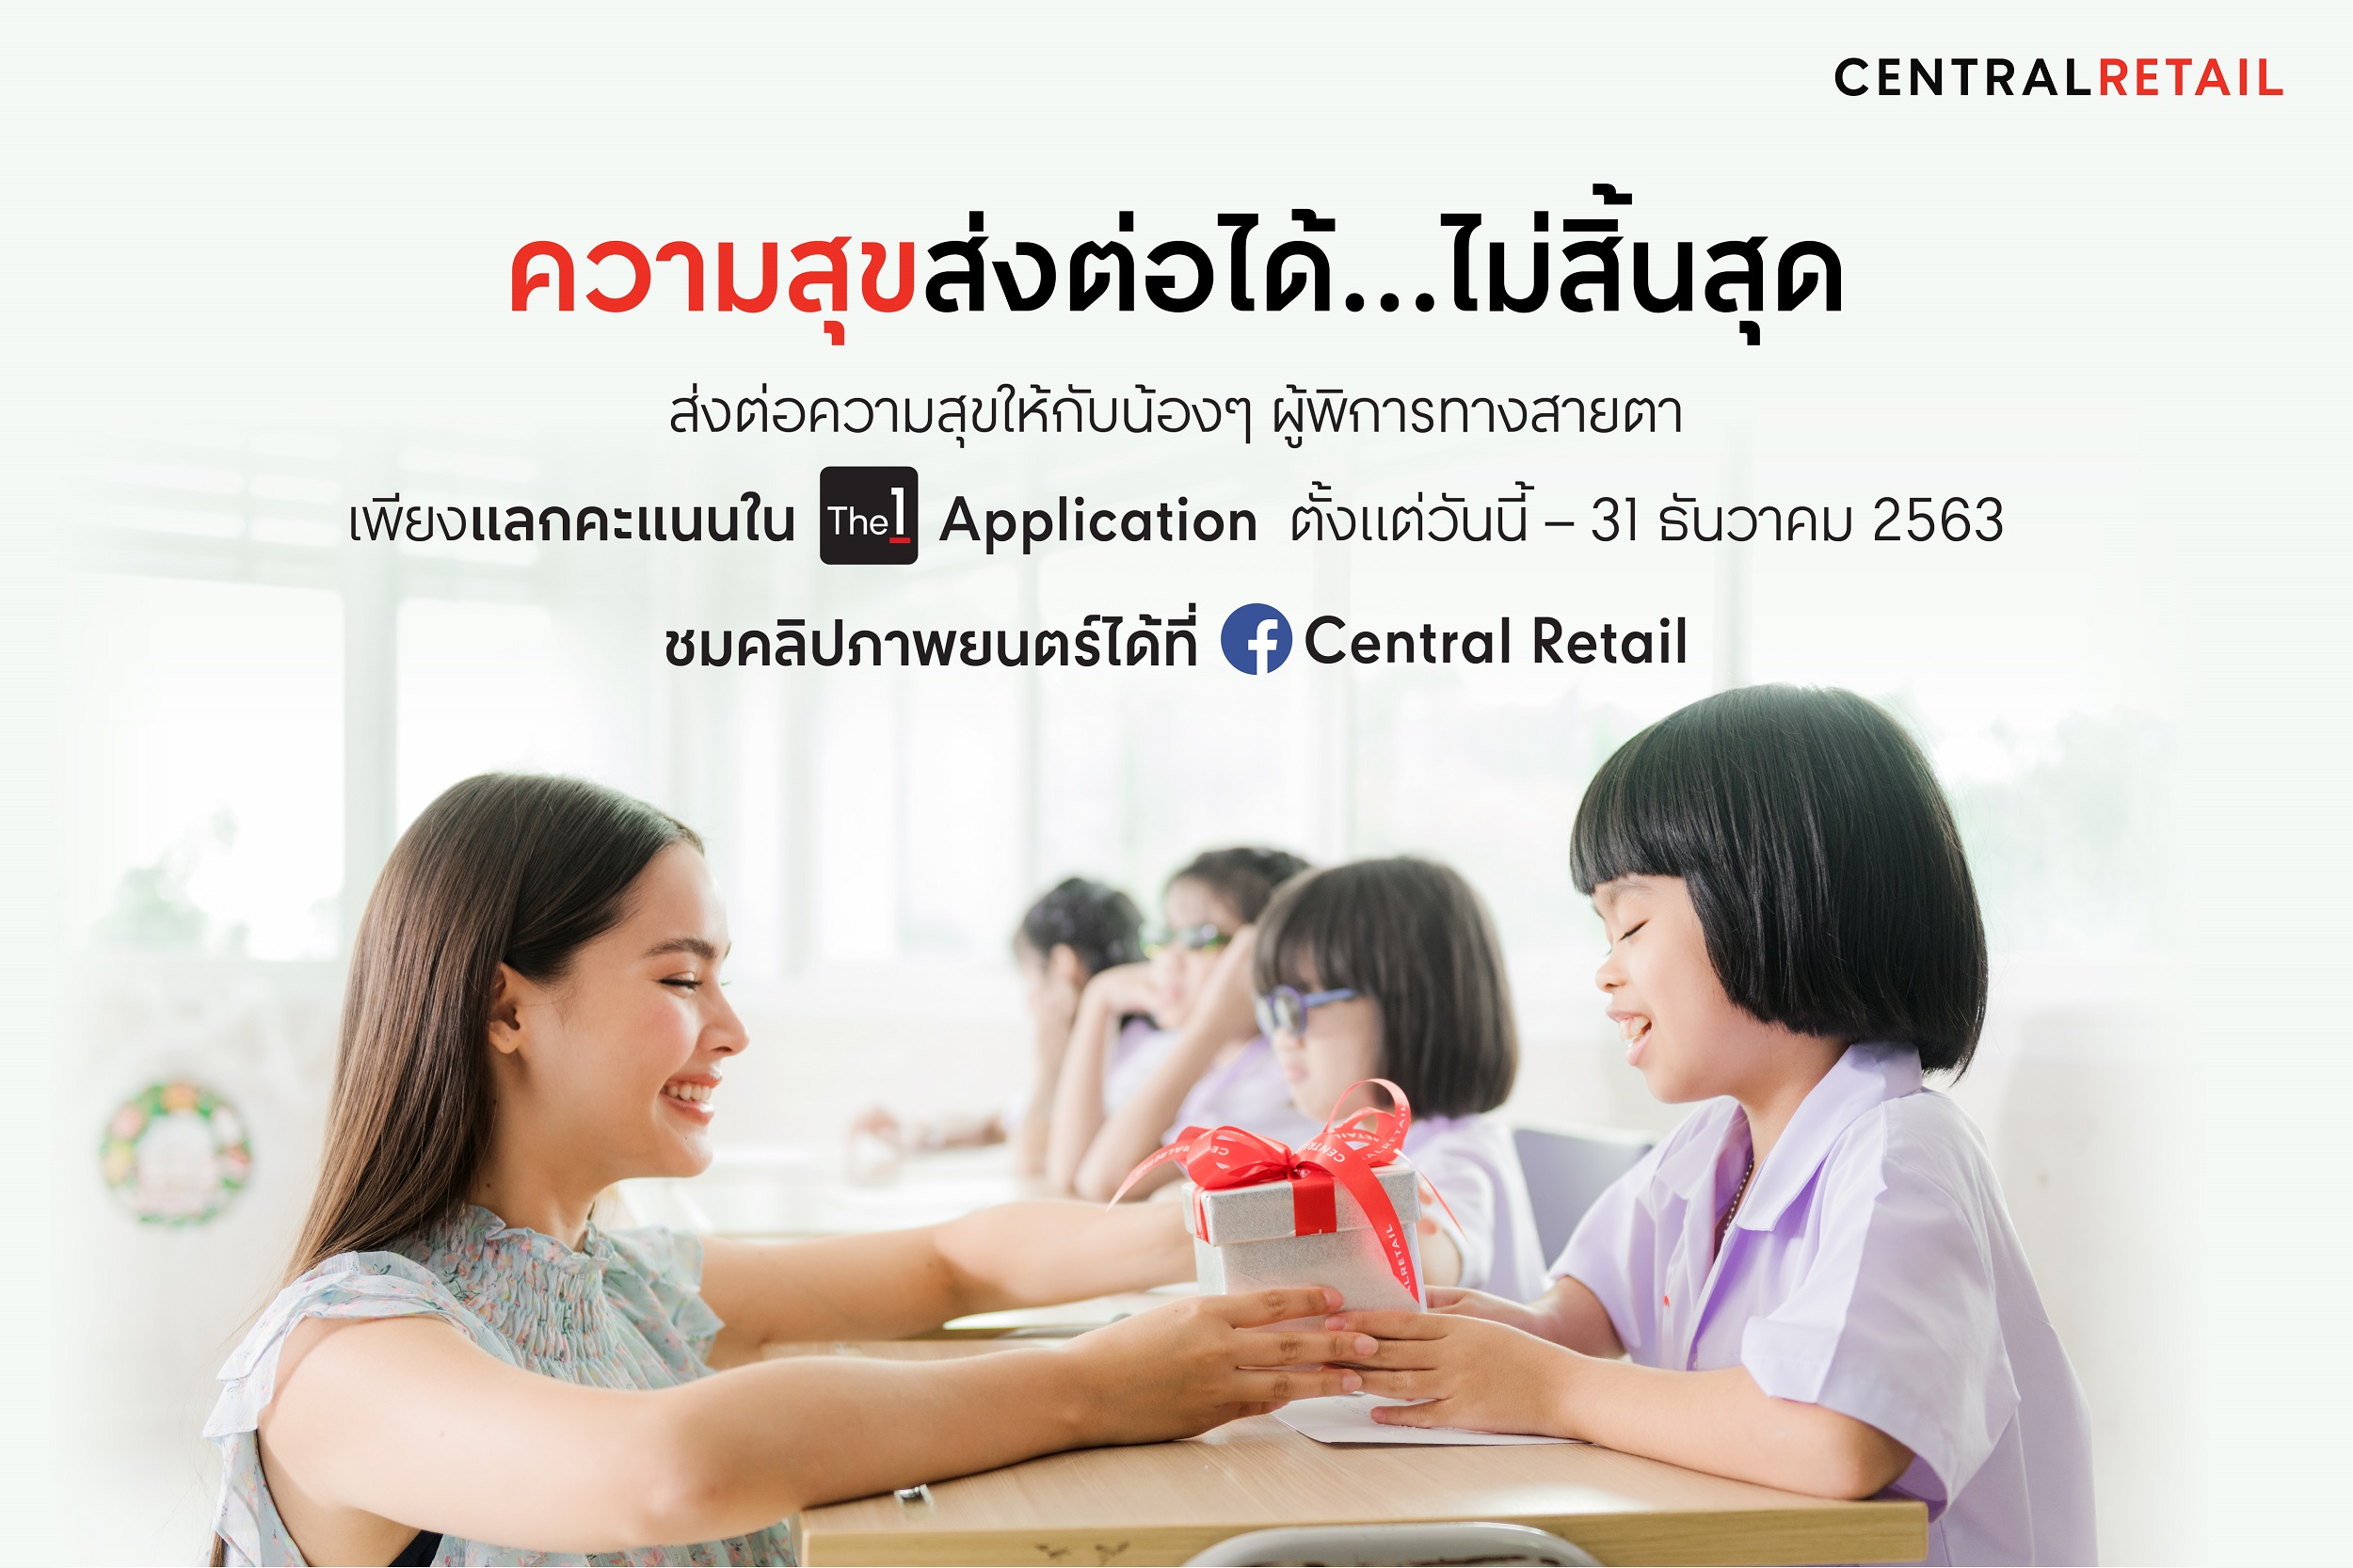 CENTRALRETAIL
ความสุขส่งต่อได้...ไม่สิ้นสุด
ส่งต่อความสุขให้กับน้องๆ ผู้พิการทางสายตา
เพียงแลกคะแนนใน The1 Application ตั้งแต่วันนี้ – 31 ธันวาคม 2563
ชมคลิปภาพยนตร์ได้ที่ f Central Retail